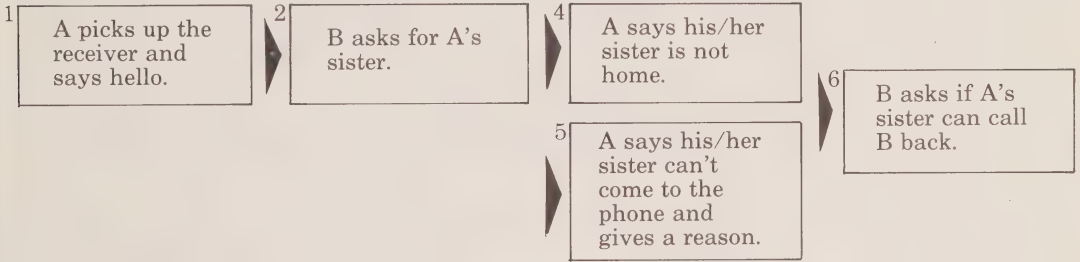 1
A picks up the
receiver and
says hello.
2
B asks for A's
sister.
4
A says his/her
sister is not
home.
5
A says his/her
sister can't
come to the
phone and
gives a reason.
6
B asks if A's
sister can call
B back.